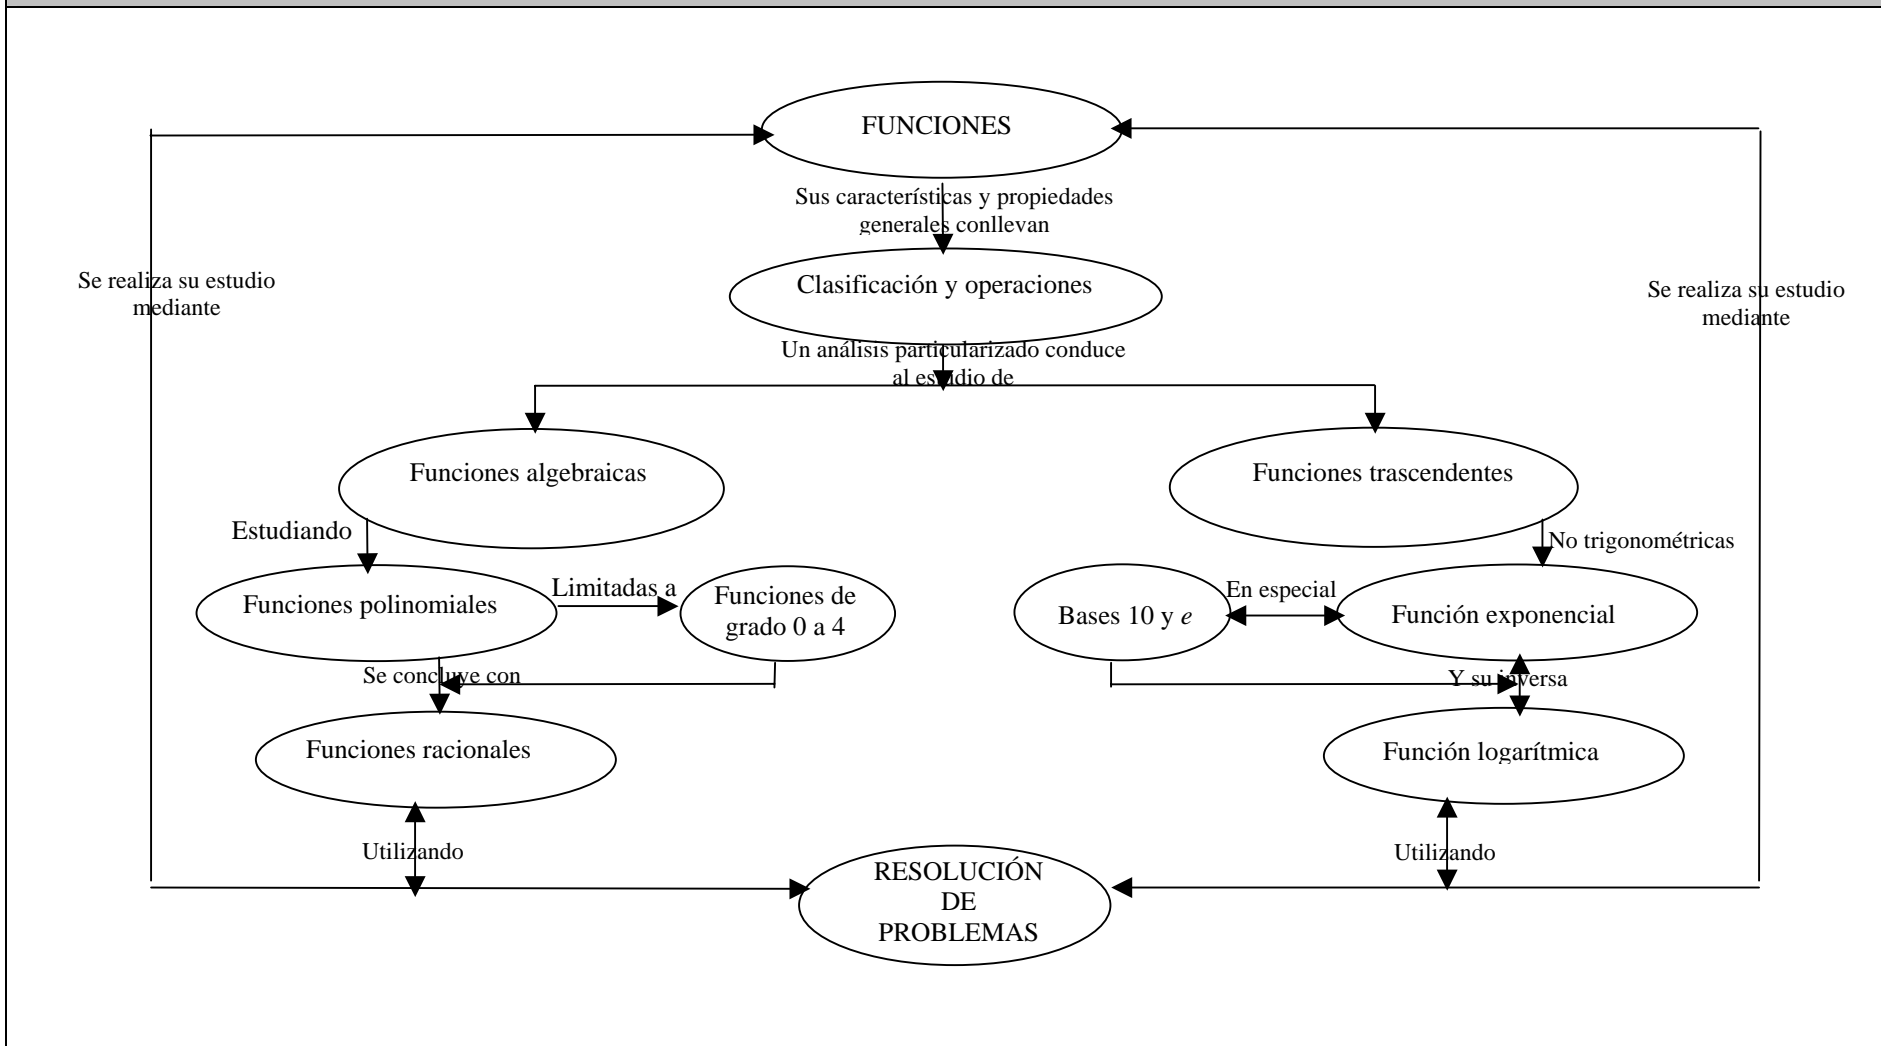 FUNCIONES
Sus características y propiedades
generales conllevan
Se realiza su estudio
mediante
Se realiza su estudio
mediante
Clasificación y operaciones
Un análisis particularizado conduce
al estudio de
Funciones algebraicas
Funciones trascendentes
Estudiando
No trigonométricas
Funciones polinomiales
Limitadas a
Funciones de
grado 0 a 4
Bases 10 y e
En especial
Función exponencial
Se concluye con
Y su inversa
Funciones racionales
Función logarítmica
Utilizando
Utilizando
RESOLUCIÓN
DE
PROBLEMAS